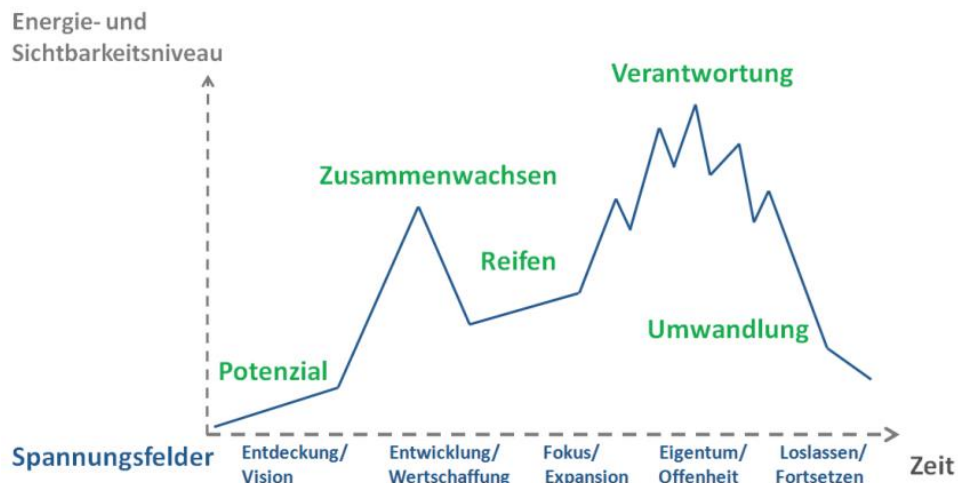 Energie- und
Sichtbarkeitsniveau
Verantwortung
Zusammenwachsen
Reifen
Umwandlung
Potenzial
Spannungsfelder
Entdeckung/
Vision
Entwicklung/
Wertschaffung
Fokus/
Expansion
Eigentum/
Offenheit
Loslassen/
Fortsetzen
Zeit